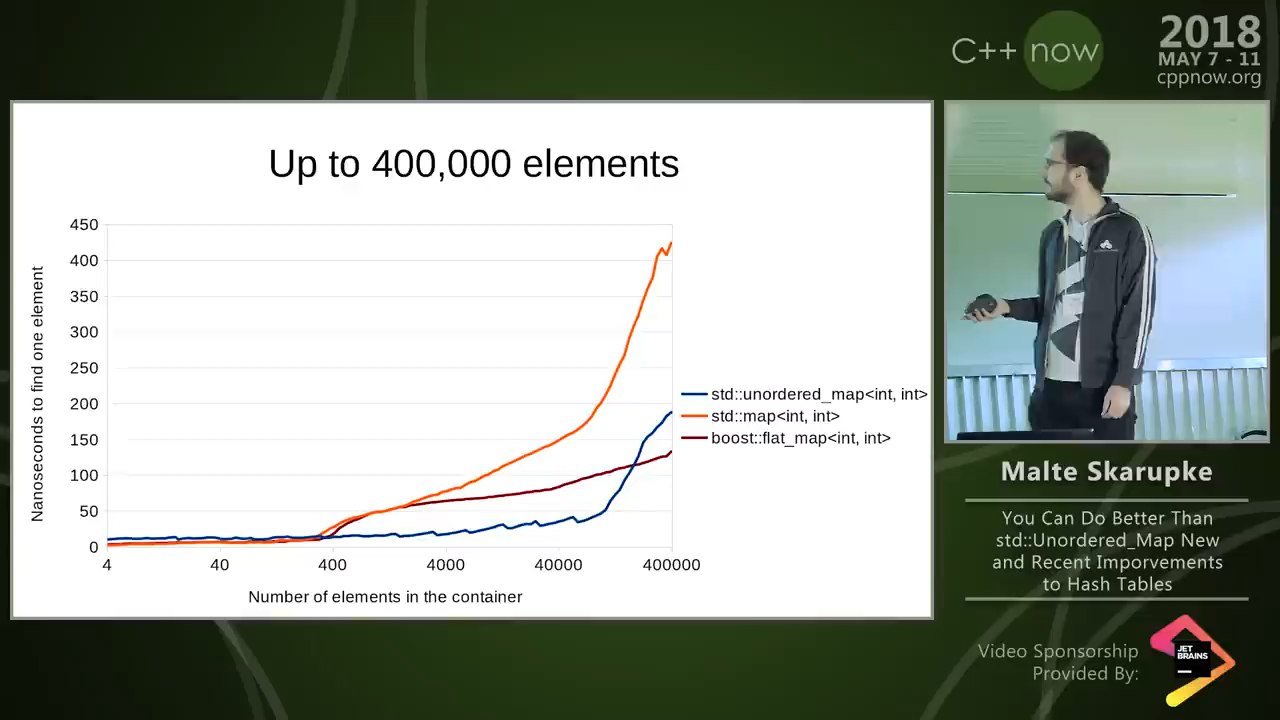 C++ now
2018
MAY 7 - 11
cppnow.org
Up to 400,000 elements
Nanoseconds to find one element
450
400
350
300
250
200
150
100
50
0
4 40 400 4000 40000 400000
Number of elements in the container
std::unordered_map<int, int>
std::map<int, int>
boost::flat_map<int, int>
Malte Skarupke
You Can Do Better Than
std::Unordered_Map New
and Recent Imporvements
to Hash Tables
Video Sponsorship
Provided By:
JET
BRAINS